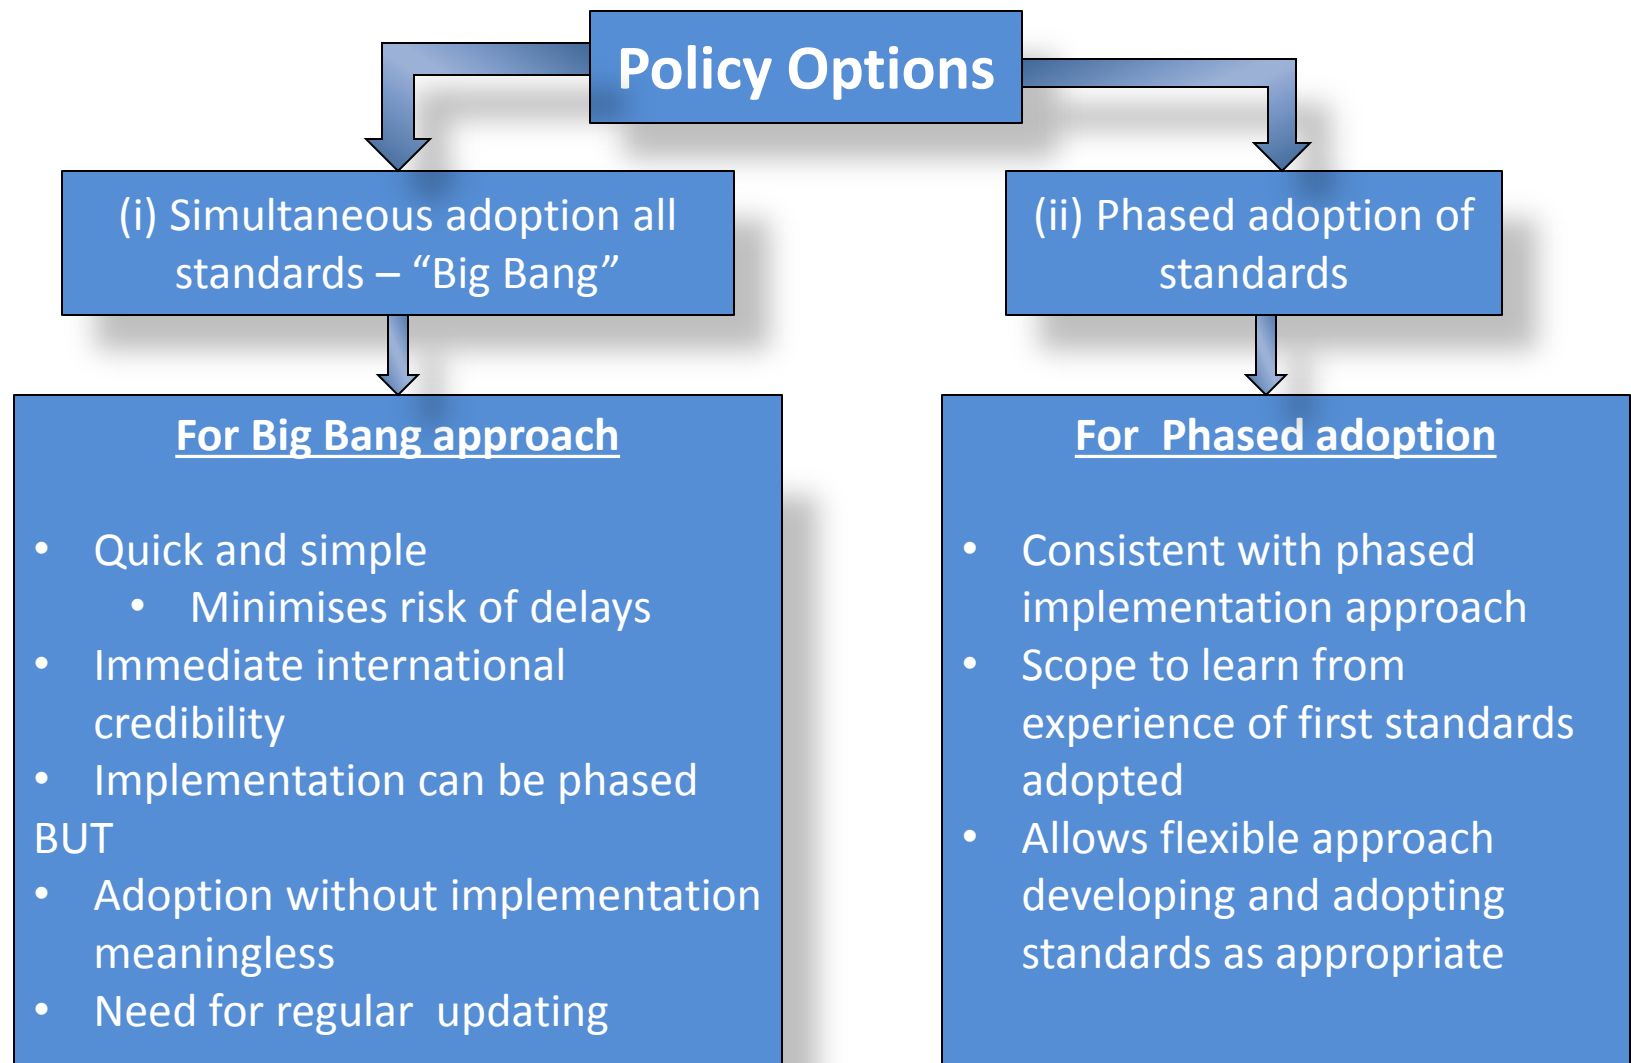 Policy Options
(i) Simultaneous adoption all
standards – “Big Bang”
(ii) Phased adoption of
standards
For Big Bang approach
• Quick and simple
• Minimises risk of delays
• Immediate international
credibility
• Implementation can be phased
BUT
• Adoption without implementation
meaningless
• Need for regular  updating
For  Phased adoption
• Consistent with phased
implementation approach
• Scope to learn from
experience of first standards
adopted
• Allows flexible approach
developing and adopting
standards as appropriate